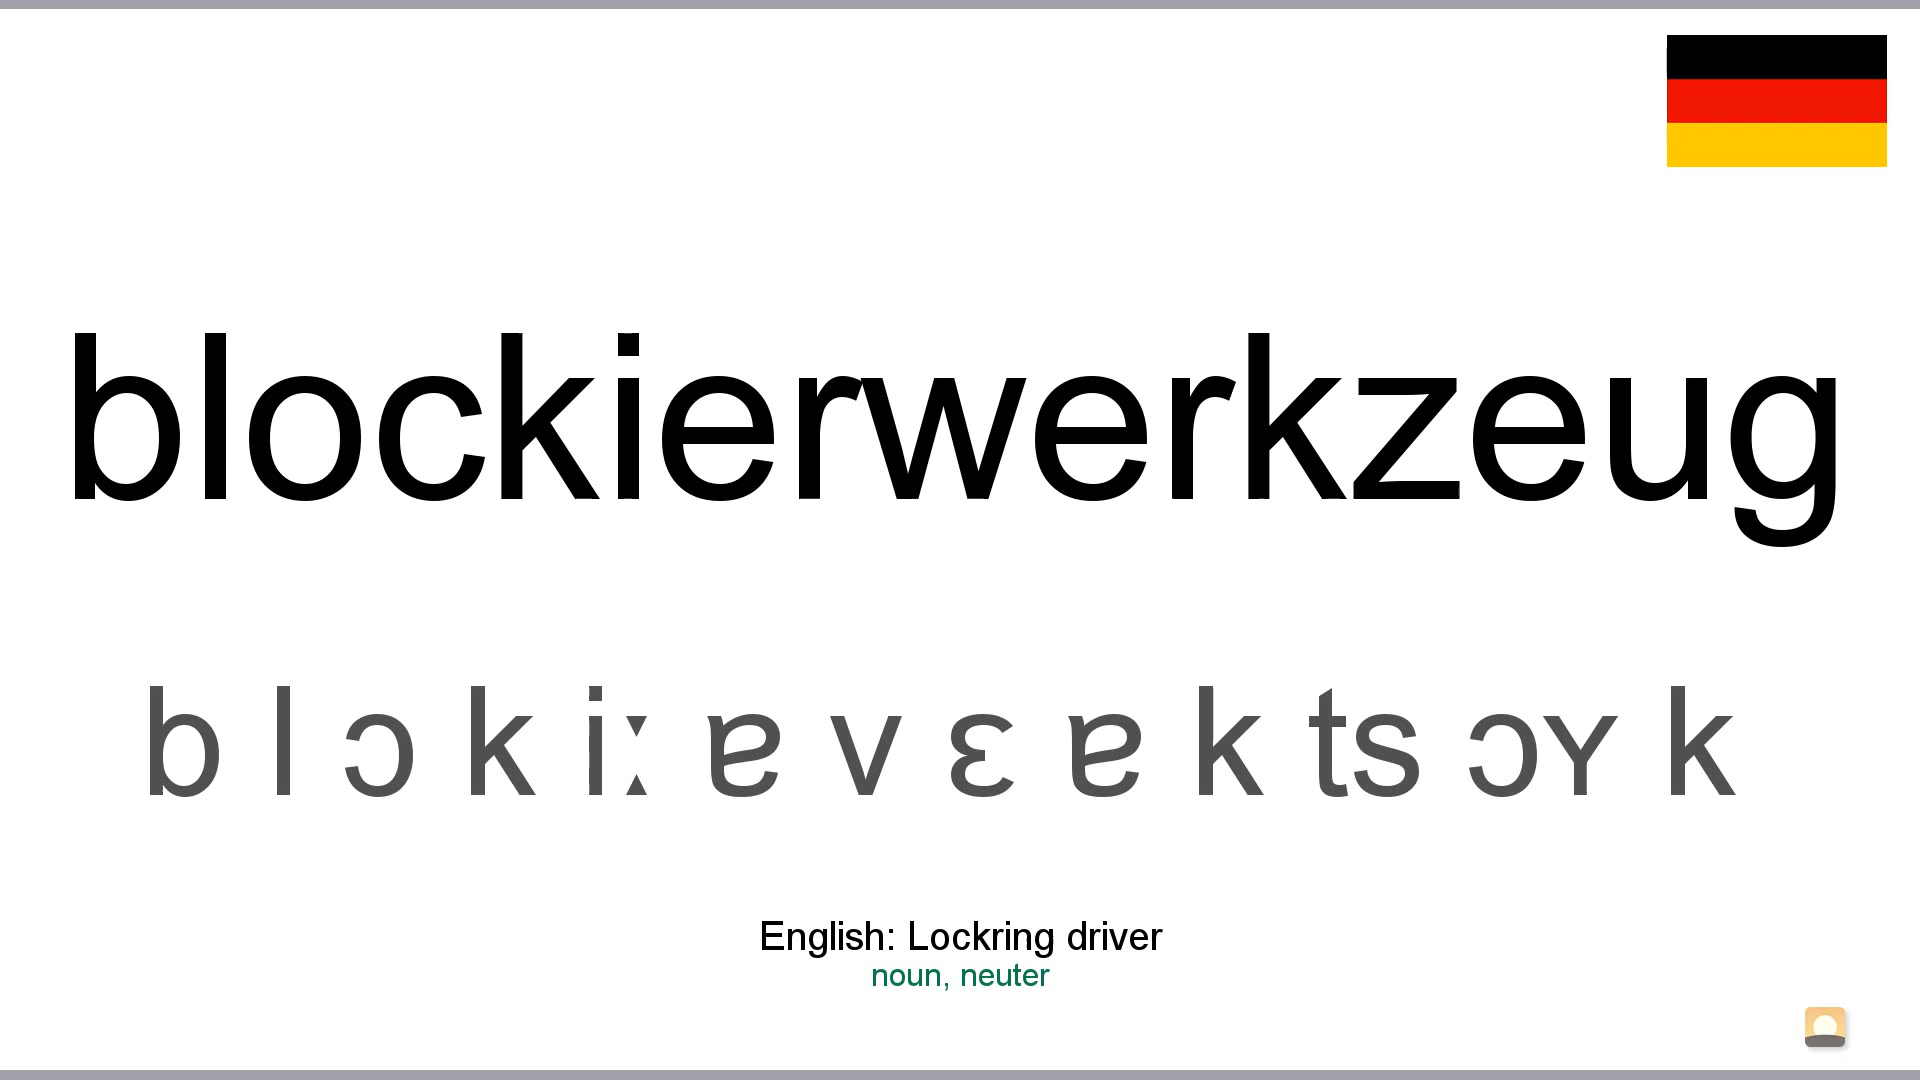 blockierwerkzeug
b l ɔ k iː ɐ v ɛ ɐ k ts ɔʏ k
English: Lockring driver
noun, neuter